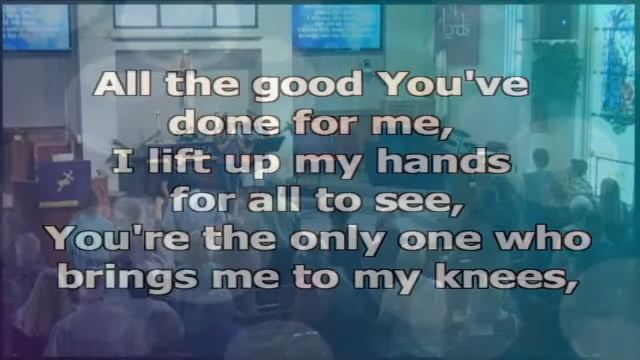 All the good You've
done for me,
I lift up my hands
for all to see,
You're the only one who
brings me to my knees,